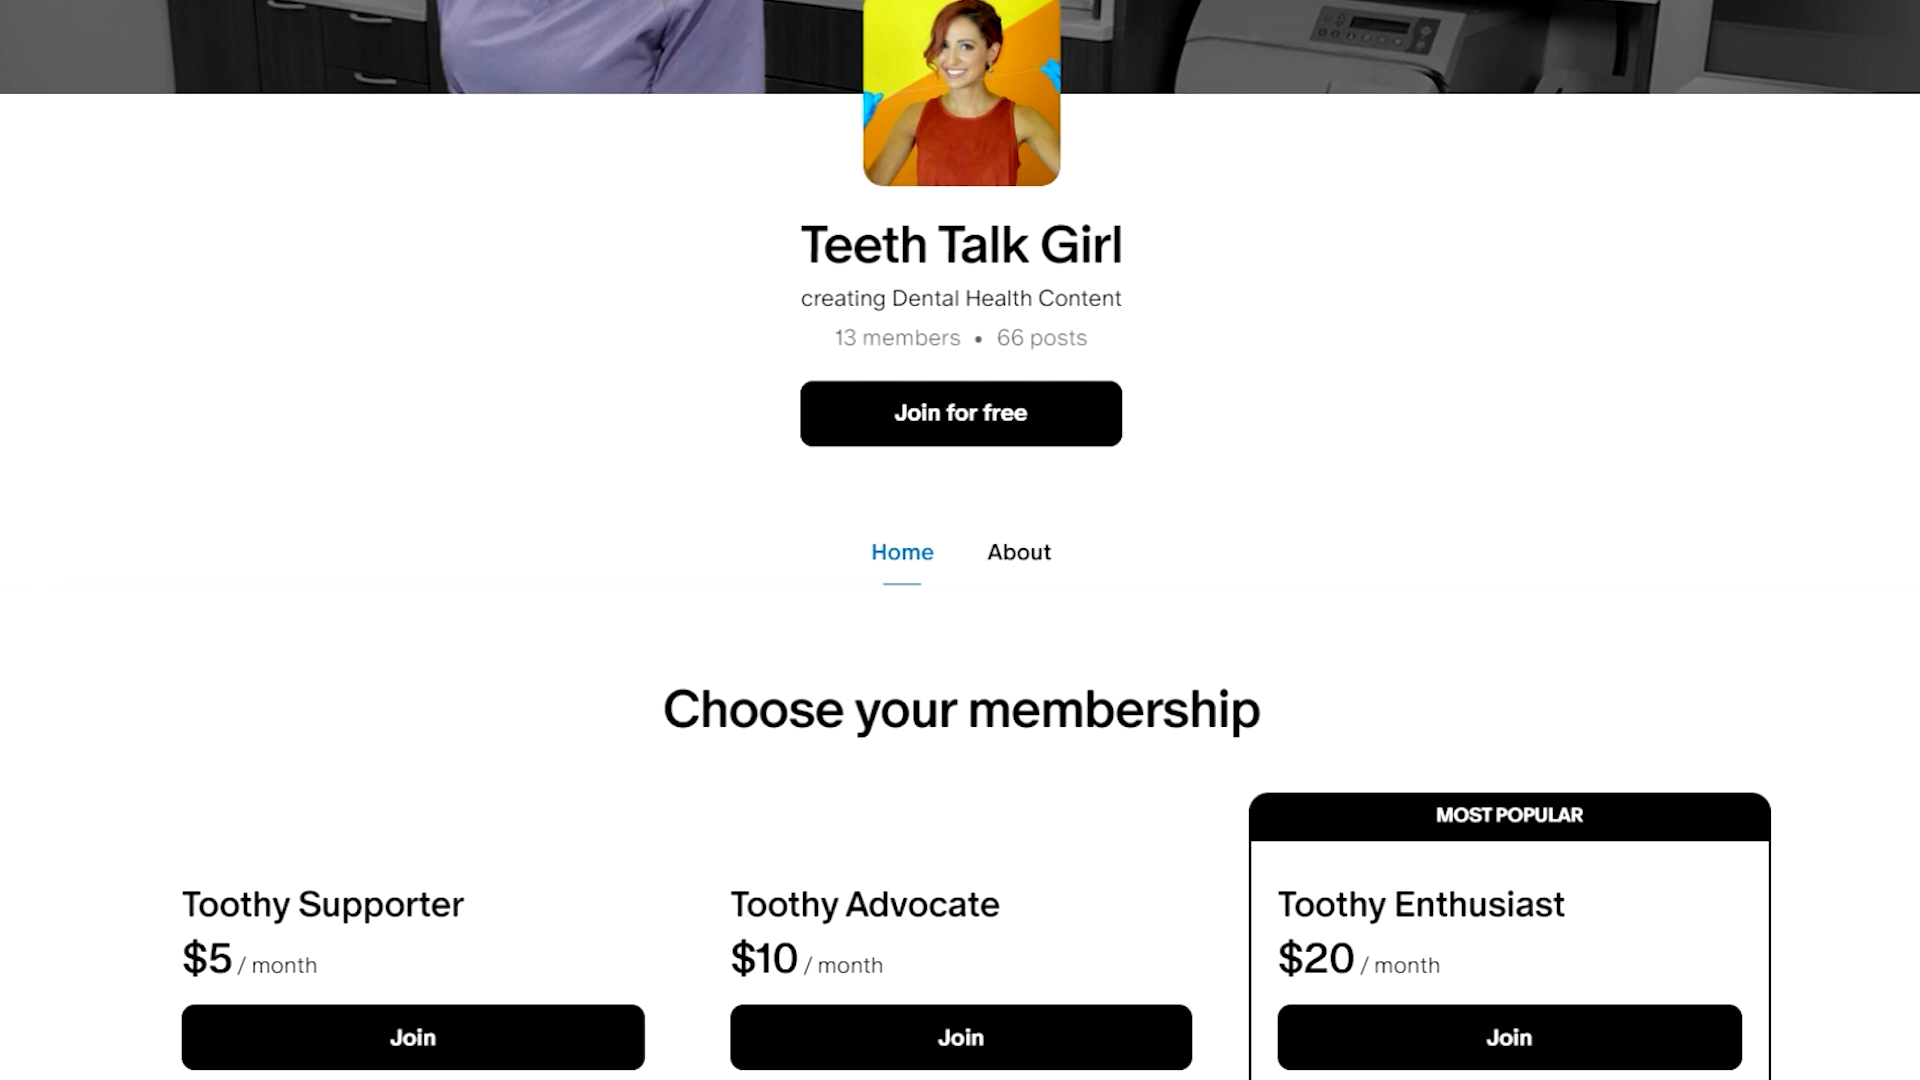 Teeth Talk Girl
creating Dental Health Content
13 members • 66 posts
Join for free
Home About
Choose your membership
MOST POPULAR
Toothy Supporter
$5 / month
Join
Toothy Advocate
$10 / month
Join
Toothy Enthusiast
$20 / month
Join